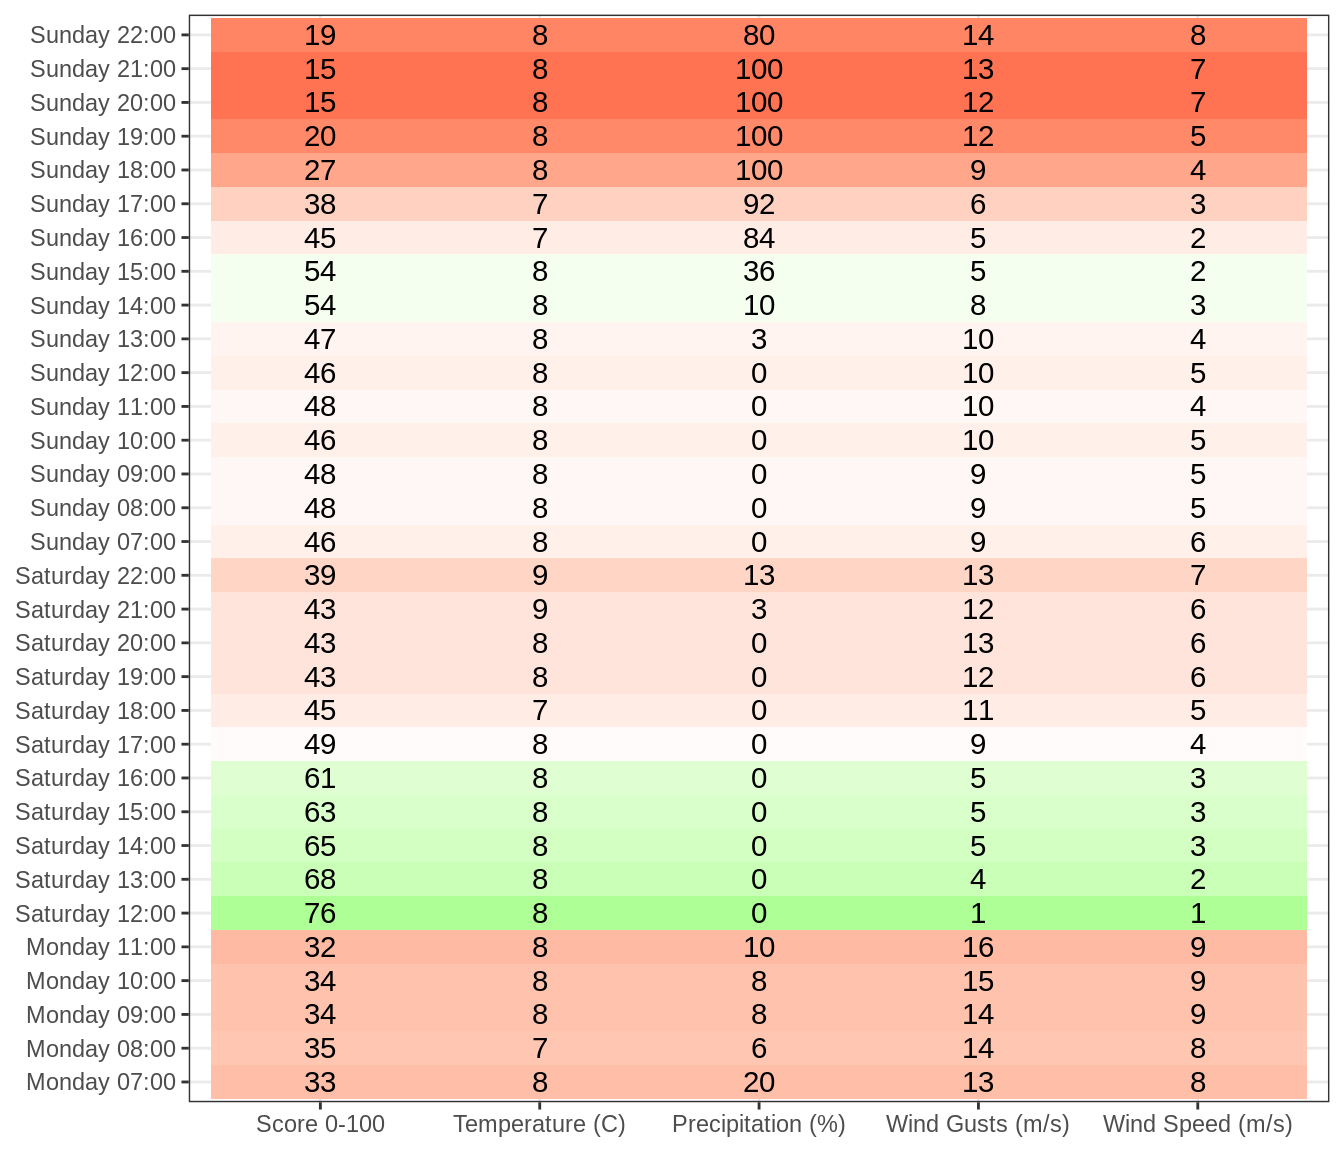 Sunday 22:00 19 8 80 14 8
Sunday 21:00 15 8 100 13 7
Sunday 20:00 15 8 100 12 7
Sunday 19:00 20 8 100 12 5
Sunday 18:00 27 8 100 9 4
Sunday 17:00 38 7 92 6 3
Sunday 16:00 45 7 84 5 2
Sunday 15:00 54 8 36 5 2
Sunday 14:00 54 8 10 8 3
Sunday 13:00 47 8 3 10 4
Sunday 12:00 46 8 0 10 5
Sunday 11:00 48 8 0 10 4
Sunday 10:00 46 8 0 10 5
Sunday 09:00 48 8 0 9 5
Sunday 08:00 48 8 0 9 5
Sunday 07:00 46 8 0 9 6
Saturday 22:00 39 9 13 13 7
Saturday 21:00 43 9 3 12 6
Saturday 20:00 43 8 0 13 6
Saturday 19:00 43 8 0 12 6
Saturday 18:00 45 7 0 11 5
Saturday 17:00 49 8 0 9 4
Saturday 16:00 61 8 0 5 3
Saturday 15:00 63 8 0 5 3
Saturday 14:00 65 8 0 5 3
Saturday 13:00 68 8 0 4 2
Saturday 12:00 76 8 0 1 1
Monday 11:00 32 8 10 16 9
Monday 10:00 34 8 8 15 9
Monday 09:00 34 8 8 14 9
Monday 08:00 35 7 6 14 8
Monday 07:00 33 8 20 13 8
Score 0-100 Temperature (C) Precipitation (%) Wind Gusts (m/s) Wind Speed (m/s)